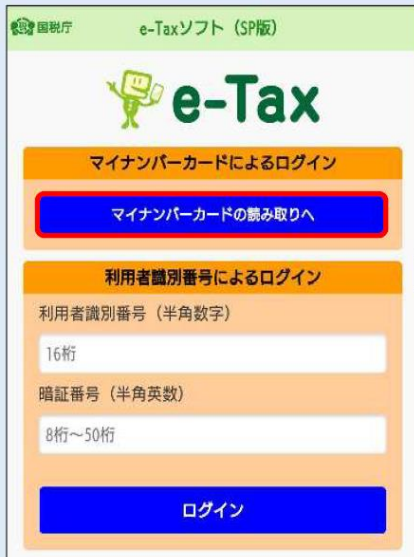 国税庁 e-Taxソフト（SP版）
e-Tax
マイナンバーカードによるログイン
マイナンバーカードの読み取りへ
利用者識別番号によるログイン
利用者識別番号（半角数字）
16桁
暗証番号（半角英数）
8桁～50桁
ログイン